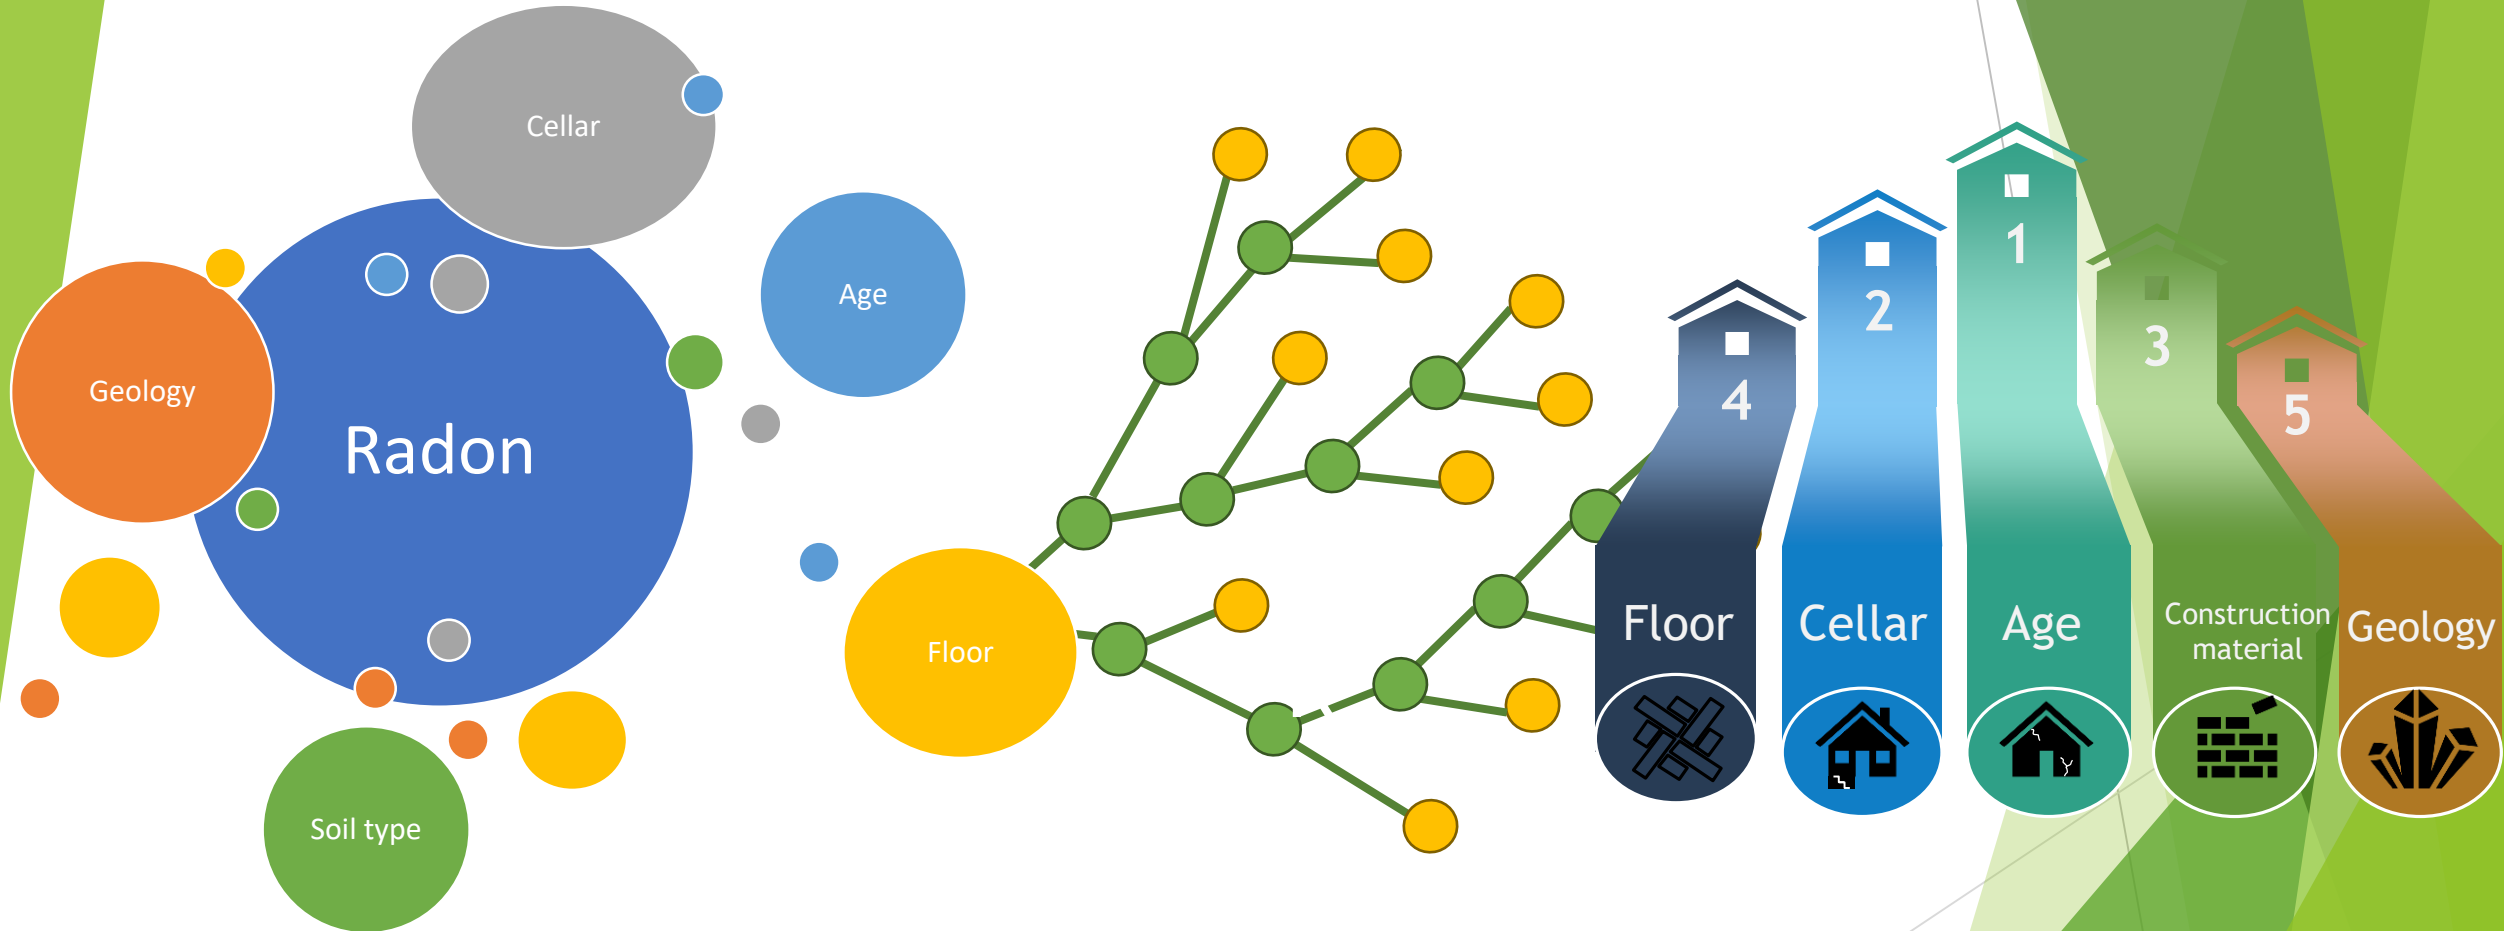 Cellar
Age
Geology
Radon
Floor
Soil type
4
2
1
3
5
Floor
Cellar
Age
Construction
material
Geology